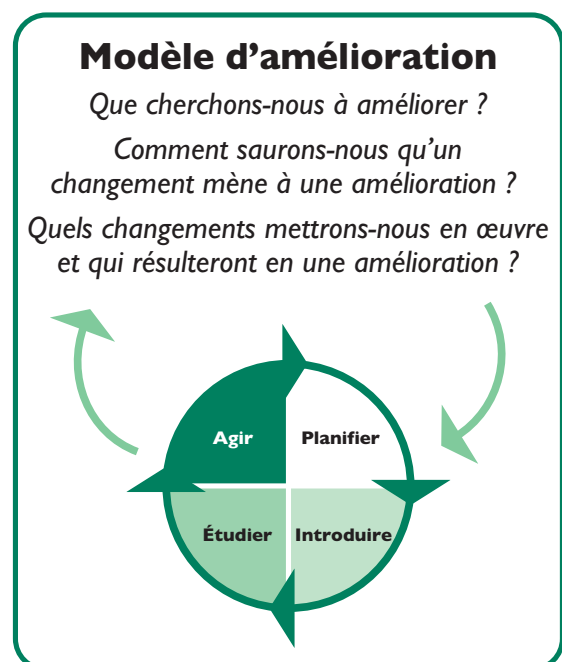 Modèle d’amélioration
Que cherchons-nous à améliorer ?
Comment saurons-nous qu’un
changement mène à une amélioration ?
Quels changements mettrons-nous en œuvre
et qui résulteront en une amélioration ?
Agir
Planifier
Étudier
Introduire